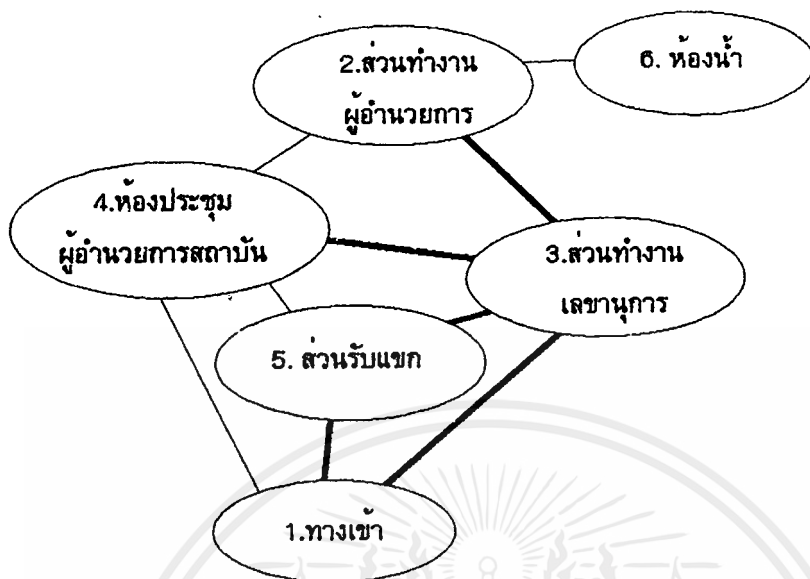 2.ส่วนทำงาน
ผู้อำนวยการ
6. ห้องน้ำ
4.ห้องประชุม
ผู้อำนวยการสถาบัน
3.ส่วนทำงาน
เลขานุการ
5. ส่วนรับแขก
1.ทางเข้า